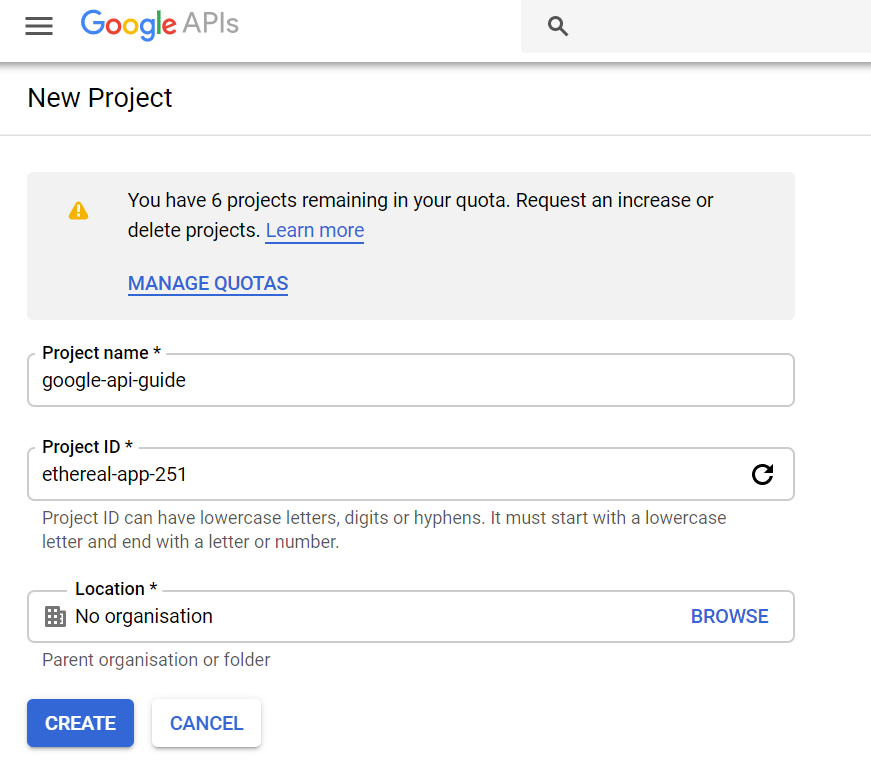 Google APIs
New Project
You have 6 projects remaining in your quota. Request an increase or
delete projects. Learn more
MANAGE QUOTAS
Project name *
google-api-guide
Project ID *
ethereal-app-251
Project ID can have lowercase letters, digits or hyphens. It must start with a lowercase
letter and end with a letter or number.
Location *
No organisation BROWSE
Parent organisation or folder
CREATE CANCEL